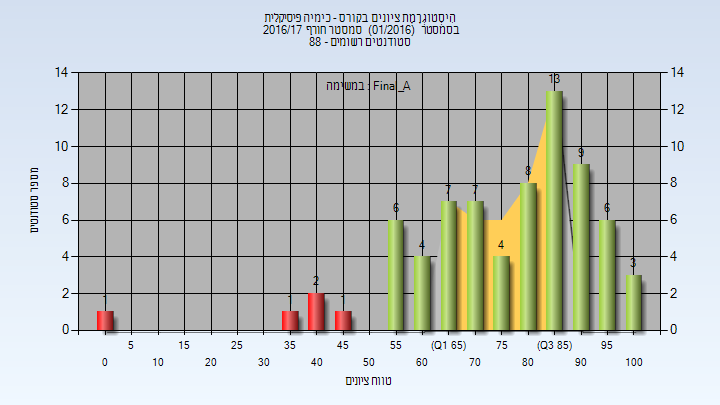 היסטוגרמת ציונים בקורס - כימיה פיסיקלית
בסמסטר (01/2016) סמסטר חורף 2016/17
סטודנטים רשומים - 88
במשימה : Final_A
14 14
12 12
10 10
8 8
6 6
4 4
2 2
0 0
מספר סטודנטים
1 1 2 1 6 4 7 7 4 8 13 9 6 3
5 15 25 35 45 55 (Q1 65) 75 (Q3 85) 95
0 10 20 30 40 50 60 70 80 90 100
טווח ציונים